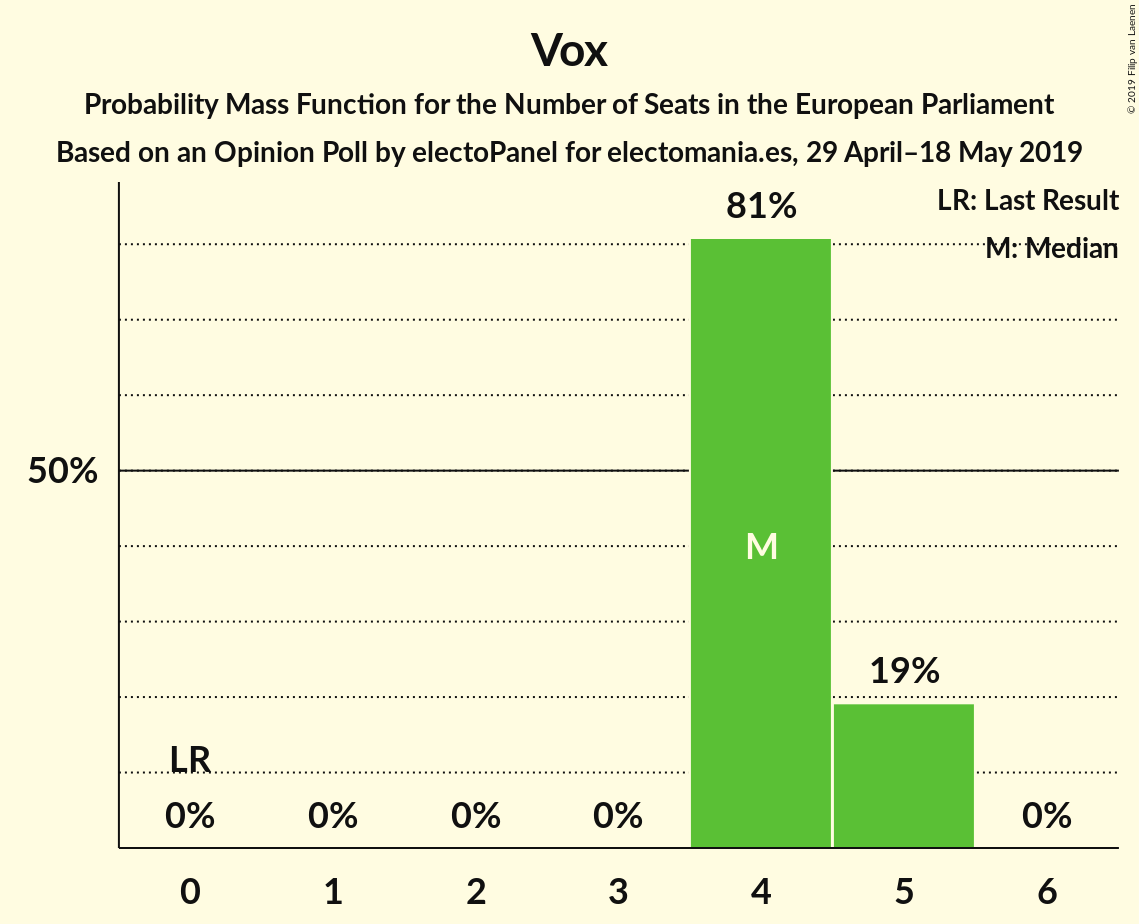 Vox
Probability Mass Function for the Number of Seats in the European Parliament
Based on an Opinion Poll by electoPanel for electomania.es, 29 April–18 May 2019
© 2019 Filip van Laenen
LR: Last Result
M: Median
81%
50%
M
19%
LR
0% 0% 0% 0% 0%
0 1 2 3 4 5 6